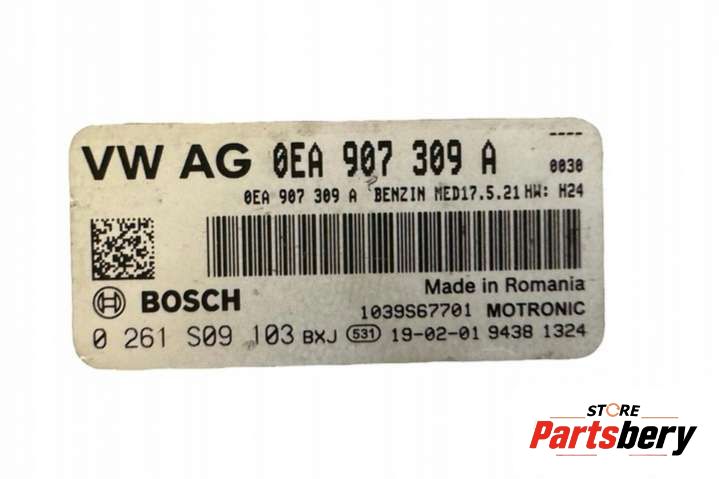 ----
VW AG 0EA 907 309 A 0030
0EA 907 309 A BENZIN MED17.5.21 HW: H24
Made in Romania
BOSCH
1039S67701 MOTRONIC
0 261 S09 103 BXJ 531 19-02-01 9438 1324
STORE
Partsbery